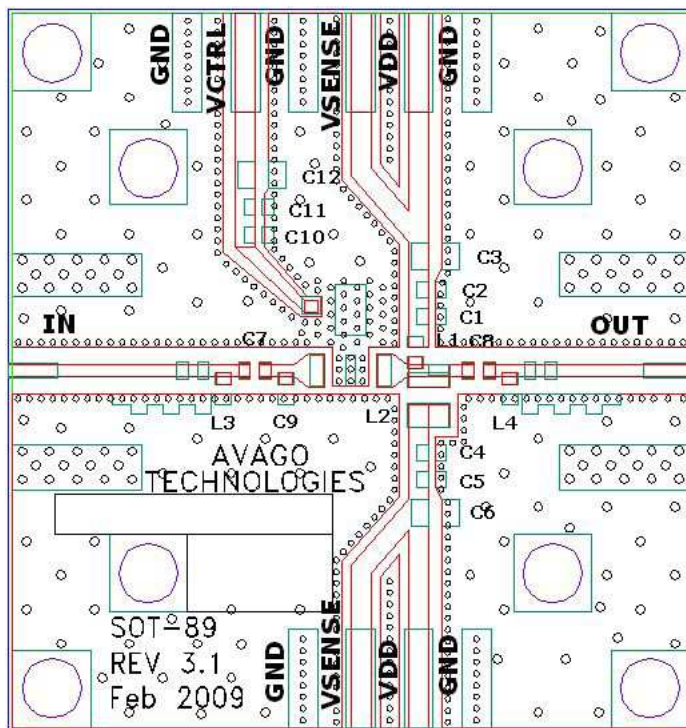 GND
VCTRL
GND
VSENSE
VDD
GND
C12
C11
C10
C3
C2
C1
IN
OUT
C7
L1 C8
L3
C9
L2
L4
AVAGO
TECHNOLOGIES
C4
C5
C6
SOT-89
REV 3.1
Feb 2009
GND
VSENSE
VDD
GND